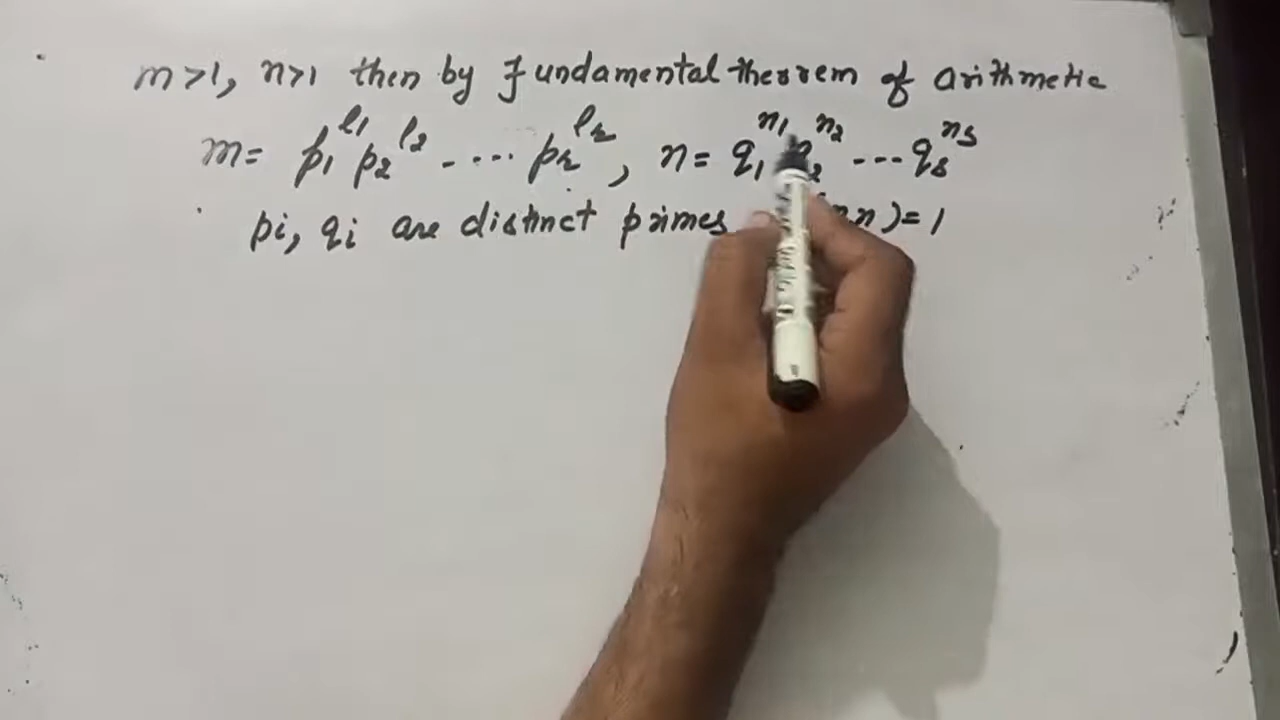 m>1, n>1 then by fundamental theorem of arithmetic
m= p₁^l₁ p₂^l₂ ---- pᵣ^lᵣ, n= q₁^n₁ q₂^n₂ ---qₛ^nₛ
pi, qi are distinct primes n)=1